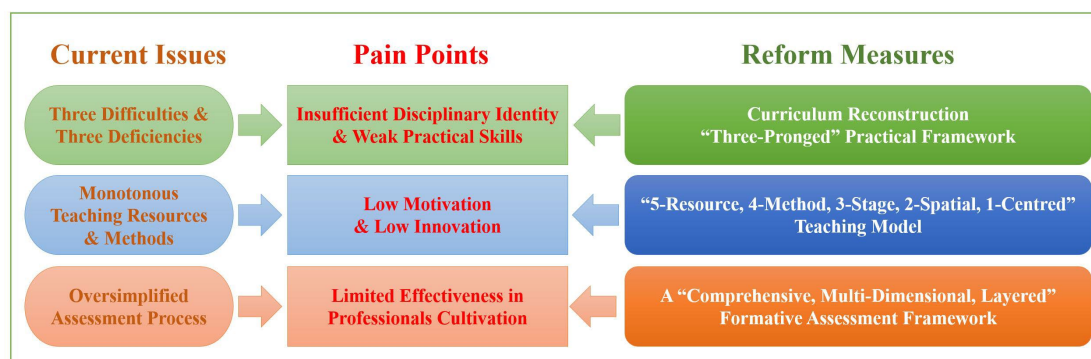 Current Issues
Pain Points
Reform Measures
Three Difficulties &
Three Deficiencies
Insufficient Disciplinary Identity
& Weak Practical Skills
Curriculum Reconstruction
“Three-Pronged” Practical Framework
Monotonous
Teaching Resources
& Methods
Low Motivation
& Low Innovation
“5-Resource, 4-Method, 3-Stage, 2-Spatial, 1-Centred”
Teaching Model
Oversimplified
Assessment Process
Limited Effectiveness in
Professionals Cultivation
A “Comprehensive, Multi-Dimensional, Layered”
Formative Assessment Framework